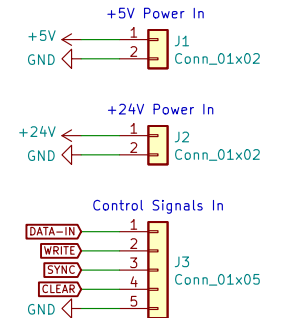 +5V Power In
+5V 1 J1
GND 2 Conn_01x02
+24V Power In
+24V 1 J2
GND 2 Conn_01x02
Control Signals In
DATA-IN 1
WRITE 2
SYNC 3 J3
CLEAR 4 Conn_01x05
GND 5